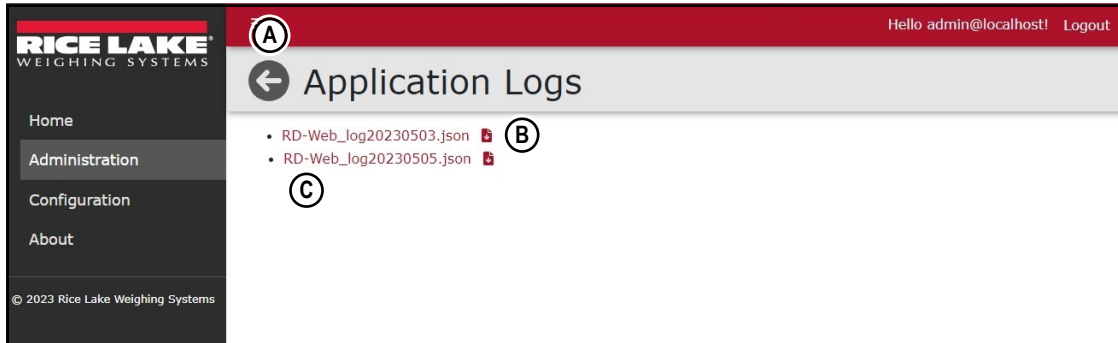 RICE LAKE®
WEIGHING SYSTEMS
Home
Administration
Configuration
About
© 2023 Rice Lake Weighing Systems
A
Hello admin@localhost! Logout
Application Logs
• RD-Web_log20230503.json B
• RD-Web_log20230505.json
C